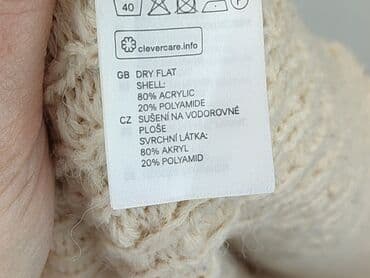 40
clevercare.info
GB DRY FLAT
SHELL:
80% ACRYLIC
20% POLYAMIDE
CZ SUŠENÍ NA VODOROVNÉ
PLOŠE
SVRCHNÍ LÁTKA:
80% AKRYL
20% POLYAMID